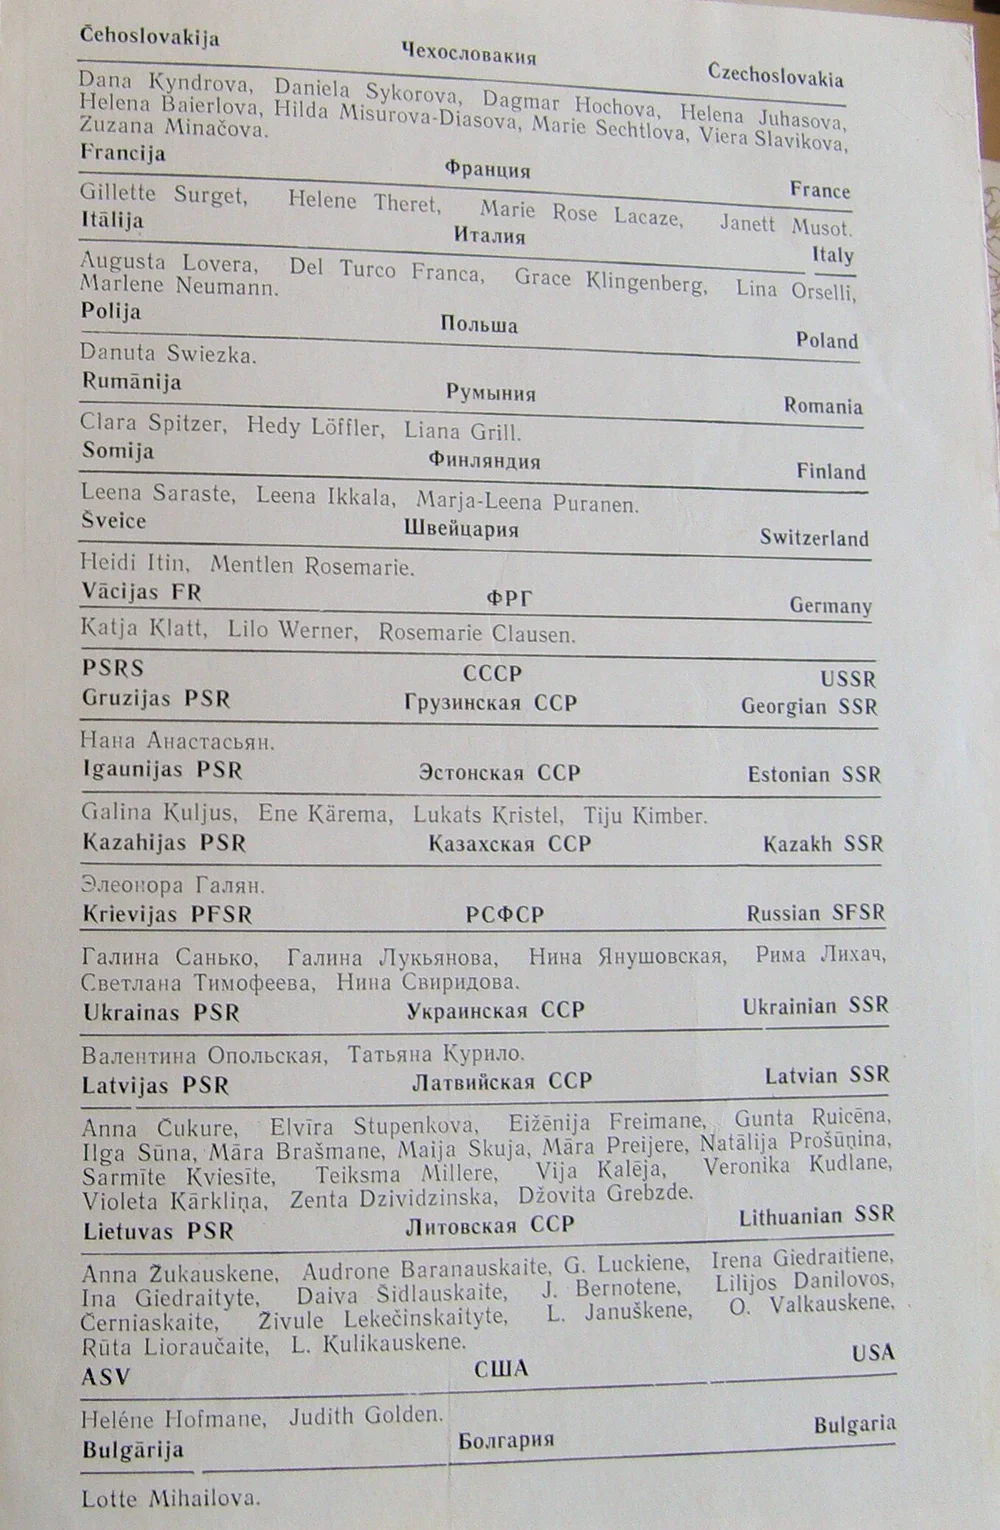 Čehoslovakija Чехословакия Czechoslovakia
Dana Kyndrova, Daniela Sykorova, Dagmar Hochova, Helena Juhasova,
Helena Baierlova, Hilda Misurova-Diasova, Marie Sechtlova, Viera Slavikova,
Zuzana Minačova.
Francija Франция France
Gillette Surget, Helene Theret, Marie Rose Lacaze, Janett Musot.
Itālija Италия Italy
Augusta Lovera, Del Turco Franca, Grace Klingenberg, Lina Orselli,
Marlene Neumann.
Polija Польша Poland
Danuta Swiezka.
Rumānija Румыния Romania
Clara Spitzer, Hedy Löffler, Liana Grill.
Somija Финляндия Finland
Leena Saraste, Leena Ikkala, Marja-Leena Puranen.
Šveice Швейцария Switzerland
Heidi Itin, Mentlen Rosemarie.
Vācijas FR ФРГ Germany
Katja Klatt, Lilo Werner, Rosemarie Clausen.
PSRS СССР USSR
Gruzijas PSR Грузинская ССР Georgian SSR
Нана Анастасьян.
Igaunijas PSR Эстонская ССР Estonian SSR
Galina Kuljus, Ene Kärema, Lukats Kristel, Tiju Kimber.
Kazahijas PSR Казахская ССР Kazakh SSR
Элеонора Галян.
Krievijas PFSR РСФСР Russian SFSR
Галина Санько, Галина Лукьянова, Нина Янушовская, Рима Лихач,
Светлана Тимофеева, Нина Свиридова.
Ukrainas PSR Украинская ССР Ukrainian SSR
Валентина Опольская, Татьяна Курило.
Latvijas PSR Латвийская ССР Latvian SSR
Anna Čukure, Elvīra Stupenkova, Eižēnija Freimane, Gunta Ruicēna,
Ilga Sūna, Māra Brašmane, Maija Skuja, Māra Preijere, Natālija Prošūņina,
Sarmīte Kviesīte, Teiksma Millere, Vija Kalēja, Veronika Kudlane,
Violeta Kārkliņa, Zenta Dzividzinska, Džovita Grebzde.
Lietuvas PSR Литовская ССР Lithuanian SSR
Anna Žukauskene, Audrone Baranauskaite, G. Luckiene, Irena Giedraitiene,
Ina Giedraityte, Daiva Sidlauskaite, J. Bernotene, Lilijos Danilovos,
Černiaskaite, Živule Lekečinskaityte, L. Januškene, O. Valkauskene,
Rūta Lioraučaite, L. Kulikauskene.
ASV США USA
Heléne Hofmane, Judith Golden.
Bulgārija Болгария Bulgaria
Lotte Mihailova.